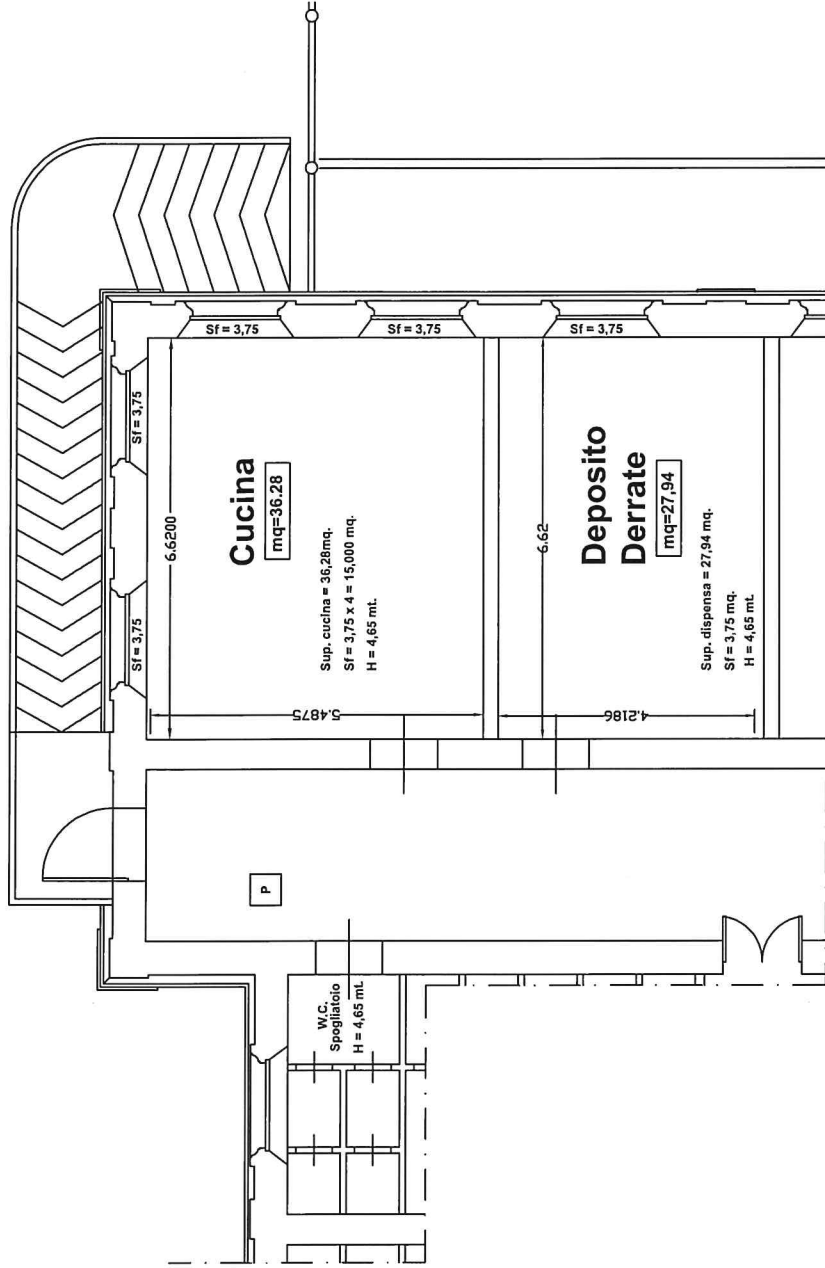 Sf = 3,75
Sf = 3,75
Sf = 3,75
Sf = 3,75
Sf = 3,75
6.6200
Cucina
mq=36.28
Sup. cucina = 36,28mq.
Sf = 3,75 x 4 = 15,000 mq.
H = 4,65 mt.
5.4875
6.62
Deposito
Derrate
mq=27,94
Sup. dispensa = 27,94 mq.
Sf = 3,75 mq.
H = 4,65 mt.
4.2186
P
W.C.
Spogliatoio
H = 4,65 mt.